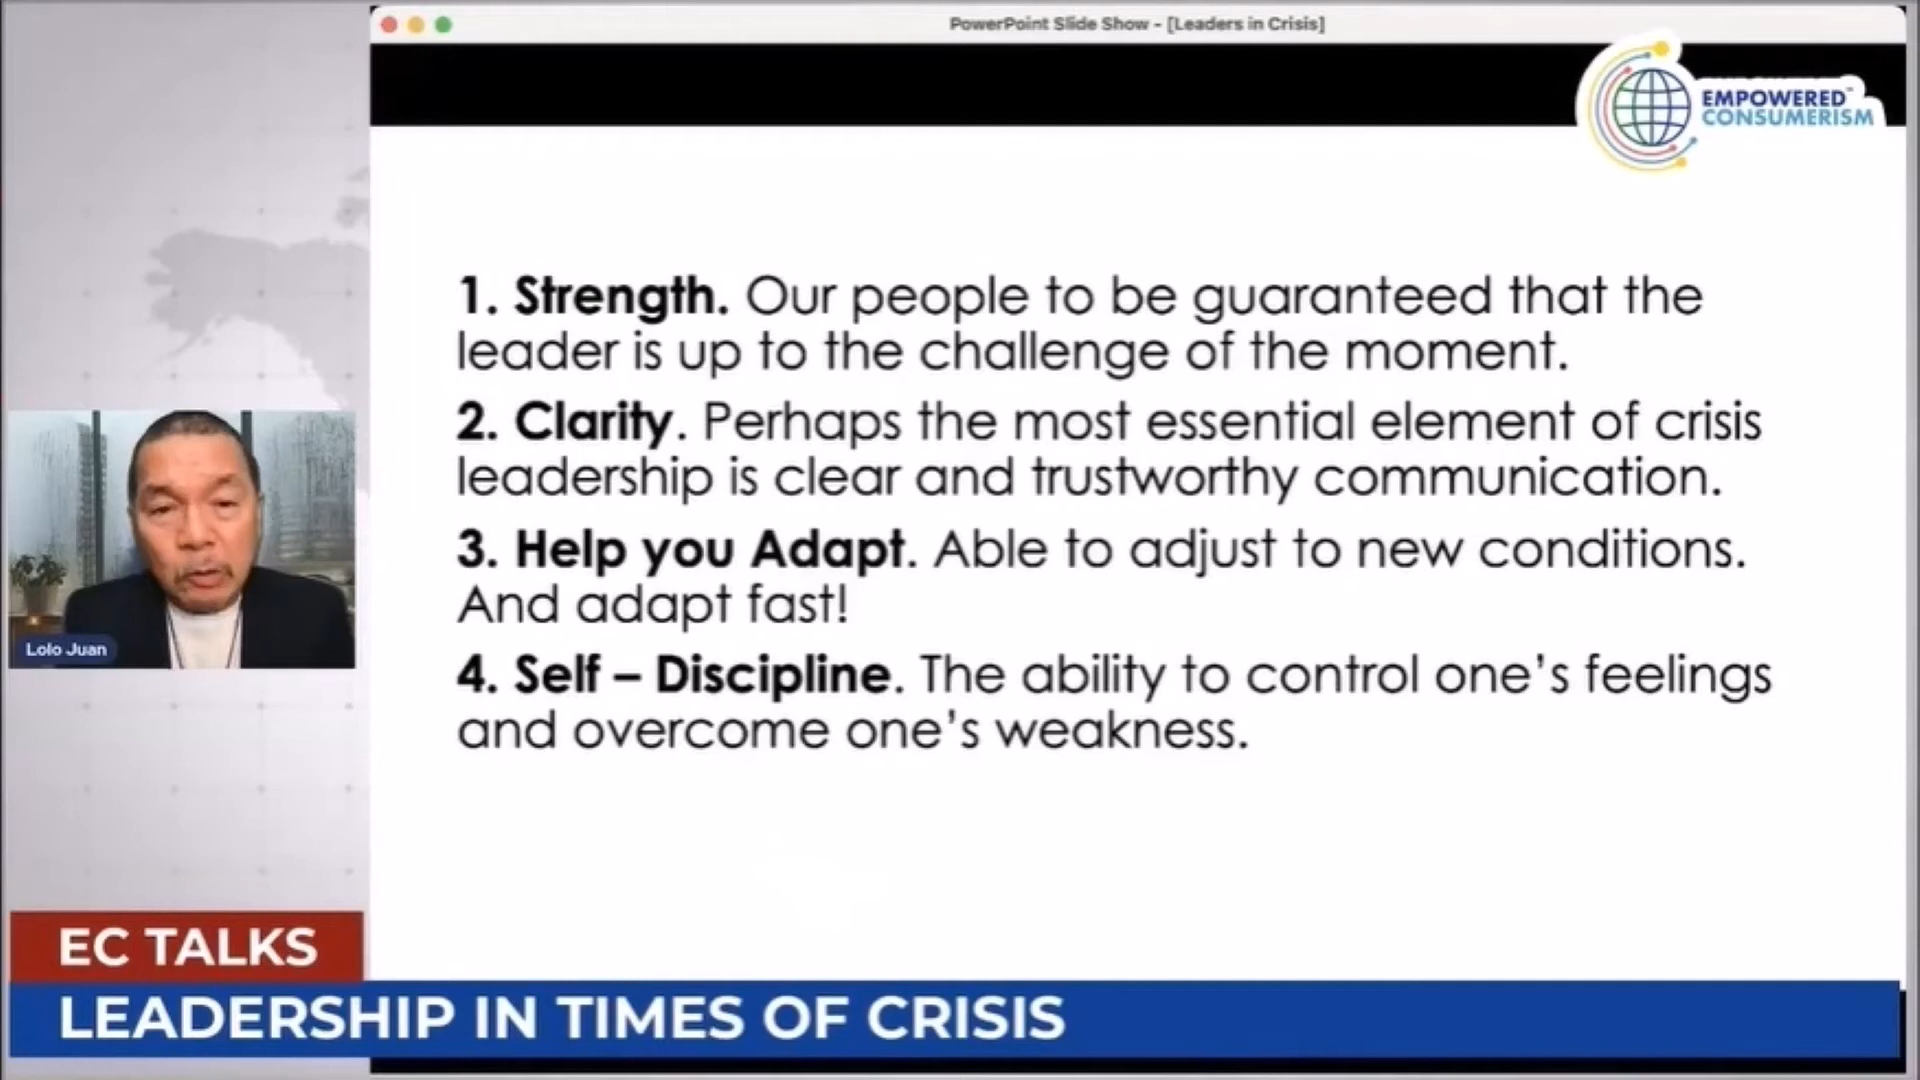 PowerPoint Slide Show - [Leaders in Crisis]
EMPOWERED™
CONSUMERISM
1. Strength. Our people to be guaranteed that the
leader is up to the challenge of the moment.
2. Clarity. Perhaps the most essential element of crisis
leadership is clear and trustworthy communication.
3. Help you Adapt. Able to adjust to new conditions.
And adapt fast!
4. Self – Discipline. The ability to control one's feelings
and overcome one's weakness.
Lolo Juan
EC TALKS
LEADERSHIP IN TIMES OF CRISIS